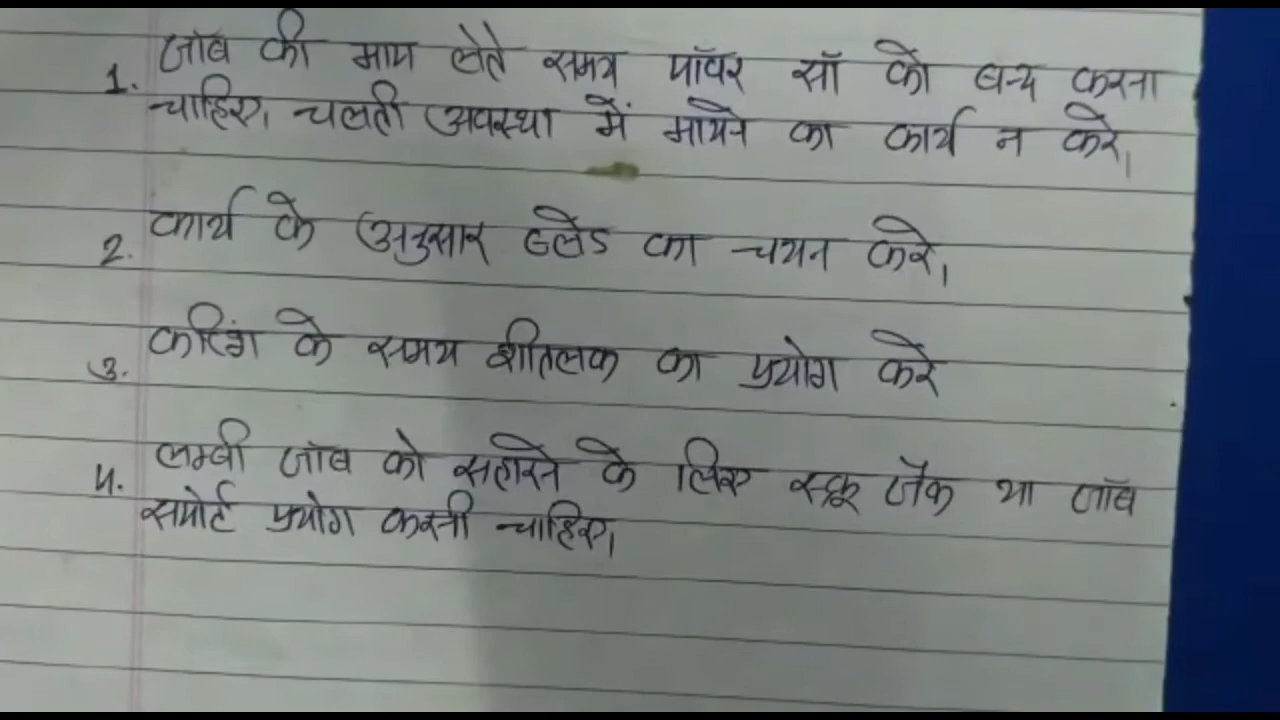 1. जॉब की माप लेते समय पॉवर सॉ को बन्द करना
चाहिए। चलती अवस्था में मापने का कार्य न करे।
2. कार्य के अनुसार ब्लेड का चयन करे।
3. कटिंग के समय शीतलक का प्रयोग करे
4. लम्बी जॉब को सहारने के लिए स्क्रू जैक या जॉब
सपोर्ट प्रयोग करनी चाहिए।